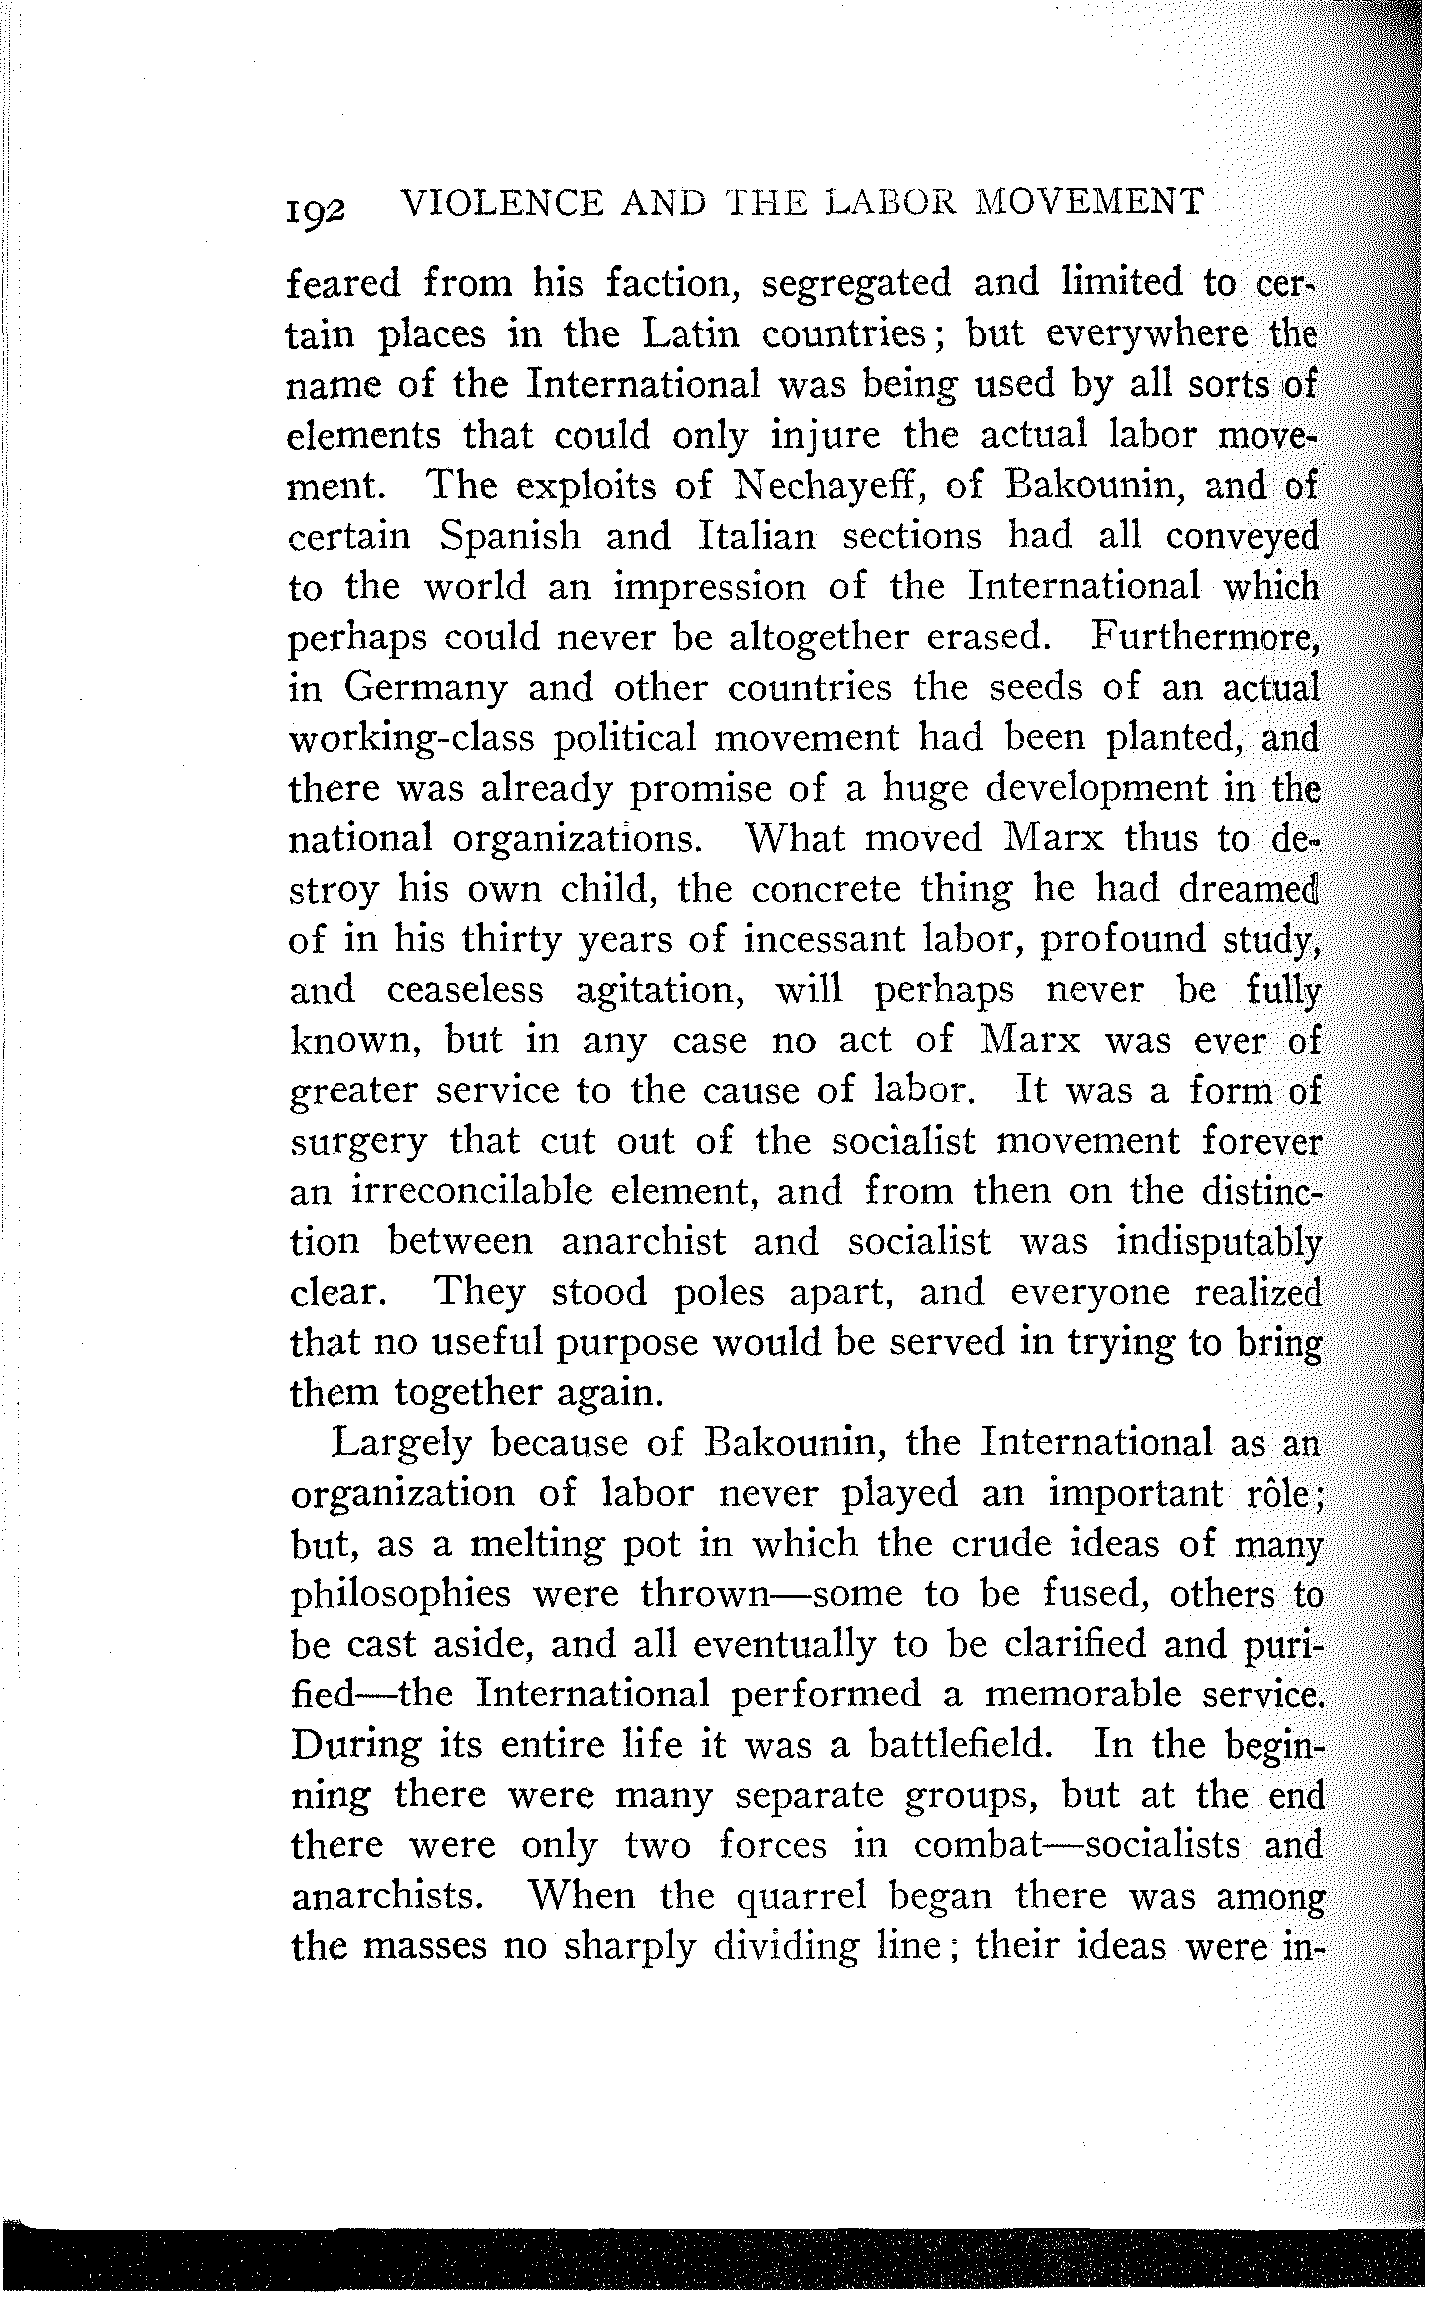 192 VIOLENCE AND THE LABOR MOVEMENT
feared from his faction, segregated and limited to cer-
tain places in the Latin countries; but everywhere the
name of the International was being used by all sorts of
elements that could only injure the actual labor move-
ment. The exploits of Nechayeff, of Bakounin, and of
certain Spanish and Italian sections had all conveyed
to the world an impression of the International which
perhaps could never be altogether erased. Furthermore,
in Germany and other countries the seeds of an actual
working-class political movement had been planted, and
there was already promise of a huge development in the
national organizations. What moved Marx thus to de-
stroy his own child, the concrete thing he had dreamed
of in his thirty years of incessant labor, profound study,
and ceaseless agitation, will perhaps never be fully
known, but in any case no act of Marx was ever of
greater service to the cause of labor. It was a form of
surgery that cut out of the socialist movement forever
an irreconcilable element, and from then on the distinc-
tion between anarchist and socialist was indisputably
clear. They stood poles apart, and everyone realized
that no useful purpose would be served in trying to bring
them together again.
Largely because of Bakounin, the International as an
organization of labor never played an important rôle;
but, as a melting pot in which the crude ideas of many
philosophies were thrown—some to be fused, others to
be cast aside, and all eventually to be clarified and puri-
fied—the International performed a memorable service.
During its entire life it was a battlefield. In the begin-
ning there were many separate groups, but at the end
there were only two forces in combat—socialists and
anarchists. When the quarrel began there was among
the masses no sharply dividing line; their ideas were in-